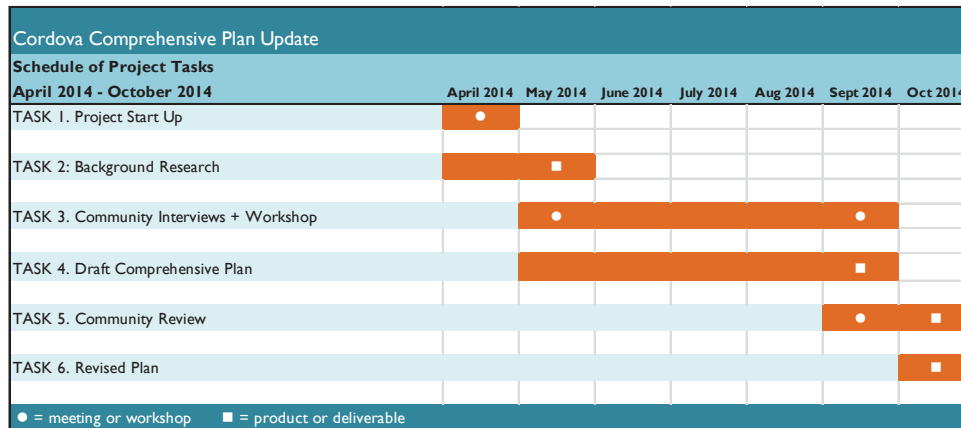 Cordova Comprehensive Plan Update
Schedule of Project Tasks
April 2014 - October 2014 April 2014 May 2014 June 2014 July 2014 Aug 2014 Sept 2014 Oct 2014
TASK 1. Project Start Up
TASK 2: Background Research
TASK 3. Community Interviews + Workshop
TASK 4. Draft Comprehensive Plan
TASK 5. Community Review
TASK 6. Revised Plan
= meeting or workshop = product or deliverable